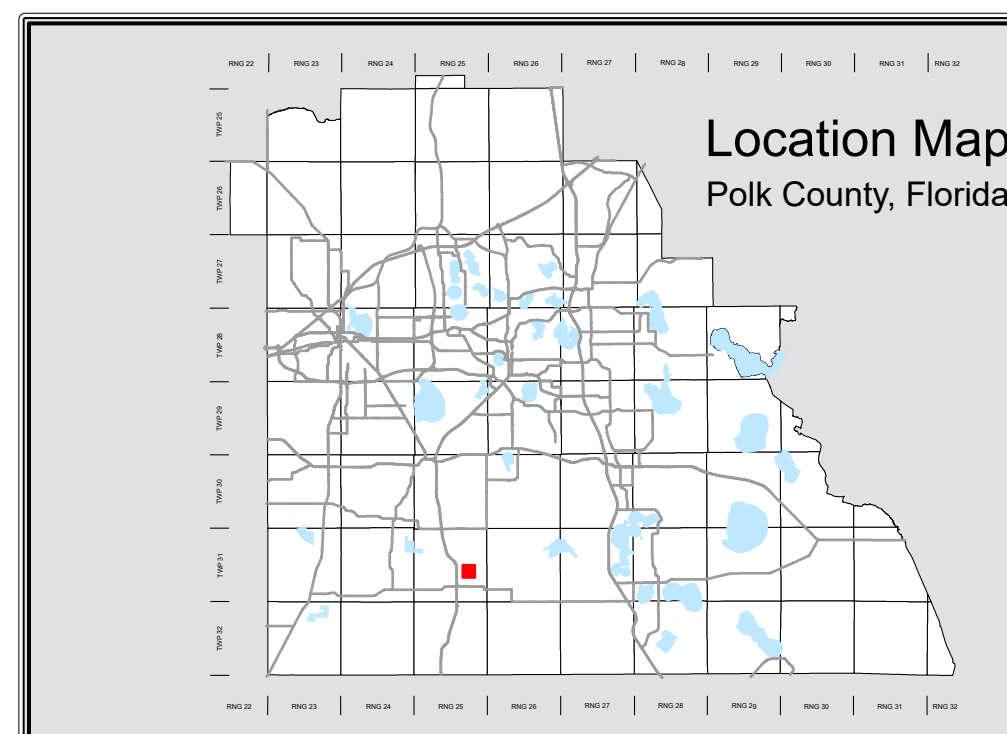 RNG 22 RNG 23 RNG 24 RNG 25 RNG 26 RNG 27 RNG 28 RNG 29 RNG 30 RNG 31 RNG 32
Location Map
Polk County, Florida
TWP 25
TWP 26
TWP 27
TWP 28
TWP 29
TWP 30
TWP 31
TWP 32
RNG 22 RNG 23 RNG 24 RNG 25 RNG 26 RNG 27 RNG 28 RNG 29 RNG 30 RNG 31 RNG 32